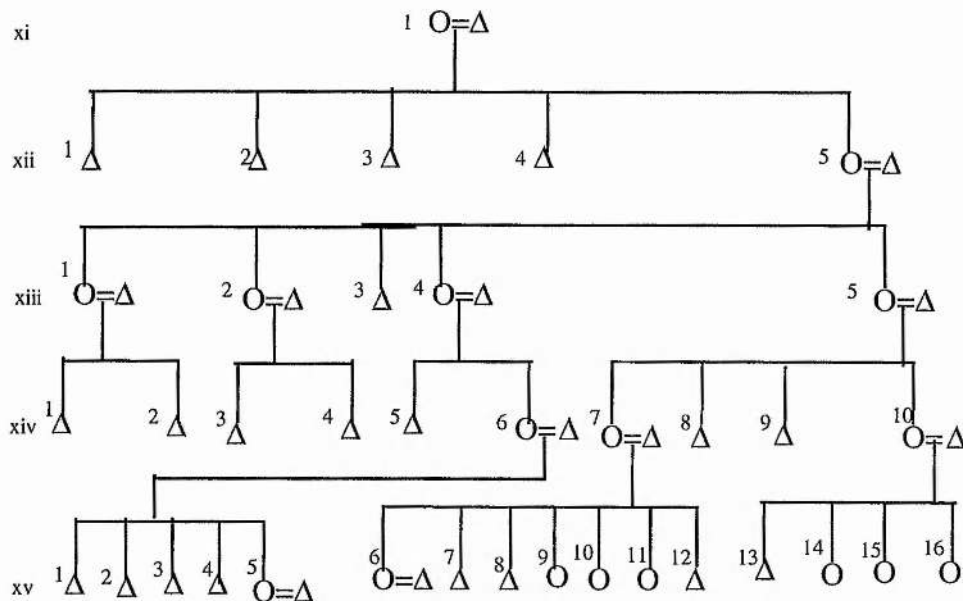 xi 1 O=Δ
xii 1 Δ 2 Δ 3 Δ 4 Δ 5 O=Δ
xiii 1 O=Δ 2 O=Δ 3 Δ 4 O=Δ 5 O=Δ
xiv 1 Δ 2 Δ 3 Δ 4 Δ 5 Δ 6 O=Δ 7 O=Δ 8 Δ 9 Δ 10 O=Δ
xv 1 Δ 2 Δ 3 Δ 4 Δ 5 O=Δ 6 O=Δ 7 Δ 8 Δ 9 O 10 O 11 O 12 Δ 13 Δ 14 O 15 O 16 O